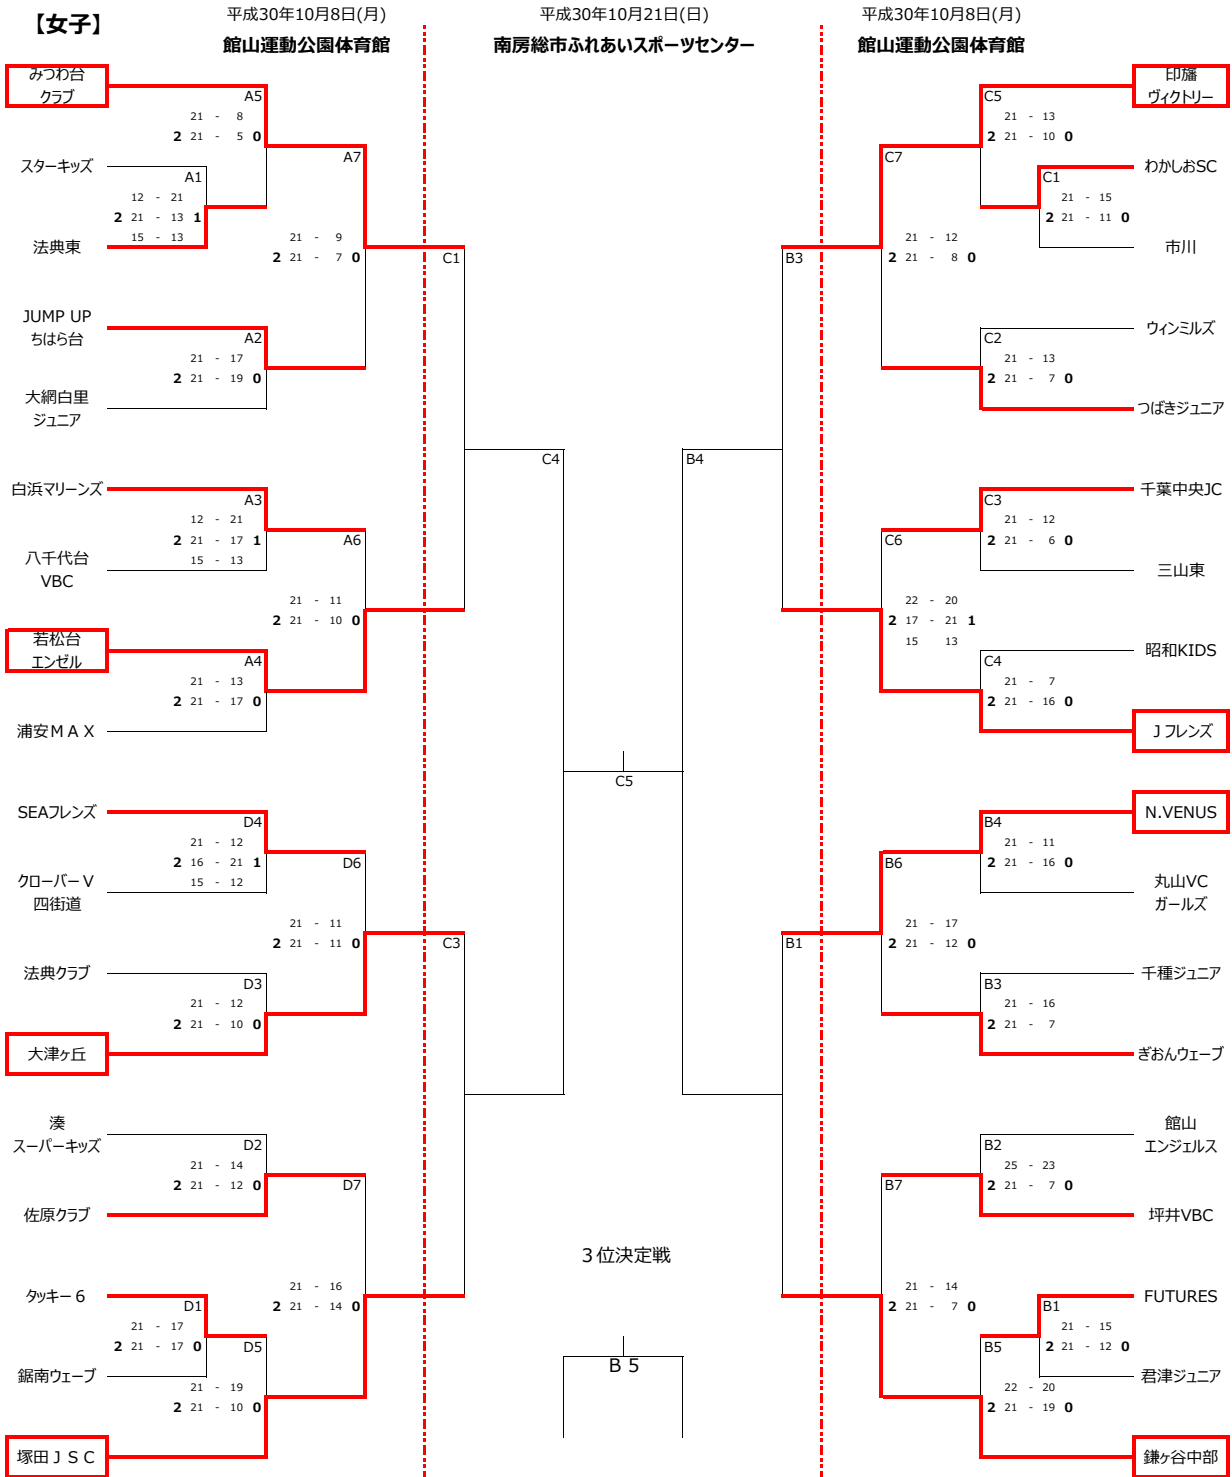 【女子】
平成30年10月8日(月)
平成30年10月21日(日)
平成30年10月8日(月)
館山運動公園体育館
南房総市ふれあいスポーツセンター
館山運動公園体育館
みつわ台
クラブ
A5
21 - 8
2 21 - 5 0
スターキッズ
A1
12 - 21
2 21 - 13 1
15 - 13
法典東
A7
21 - 9
2 21 - 7 0
JUMP UP
ちはら台
A2
21 - 17
2 21 - 19 0
大網白里
ジュニア
C1
白浜マリーンズ
A3
12 - 21
2 21 - 17 1
15 - 13
八千代台
VBC
A6
21 - 11
2 21 - 10 0
若松台
エンゼル
A4
21 - 13
2 21 - 17 0
浦安ＭＡＸ
C4
SEAフレンズ
D4
21 - 12
2 16 - 21 1
15 - 12
クローバーＶ
四街道
D6
21 - 11
2 21 - 11 0
法典クラブ
D3
21 - 12
2 21 - 10 0
大津ヶ丘
C3
湊
スーパーキッズ
D2
21 - 14
2 21 - 12 0
佐原クラブ
D7
21 - 16
2 21 - 14 0
タッキー６
D1
21 - 17
2 21 - 17 0
鋸南ウェーブ
D5
21 - 19
2 21 - 10 0
塚田ＪＳＣ
C5
３位決定戦
Ｂ５
印旛
ヴィクトリー
C5
21 - 13
2 21 - 10 0
わかしおSC
C1
21 - 15
2 21 - 11 0
市川
C7
21 - 12
2 21 - 8 0
ウィンミルズ
C2
21 - 13
2 21 - 7 0
つばきジュニア
B3
千葉中央JC
C3
21 - 12
2 21 - 6 0
三山東
C6
22 - 20
2 17 - 21 1
15 13
昭和KIDS
C4
21 - 7
2 21 - 16 0
Ｊフレンズ
B4
N.VENUS
B4
21 - 11
2 21 - 16 0
丸山VC
ガールズ
B6
21 - 17
2 21 - 12 0
千種ジュニア
B3
21 - 16
2 21 - 7
ぎおんウェーブ
B1
館山
エンジェルス
B2
25 - 23
2 21 - 7 0
坪井VBC
B7
21 - 14
2 21 - 7 0
FUTURES
B1
21 - 15
2 21 - 12 0
君津ジュニア
B5
22 - 20
2 21 - 19 0
鎌ヶ谷中部